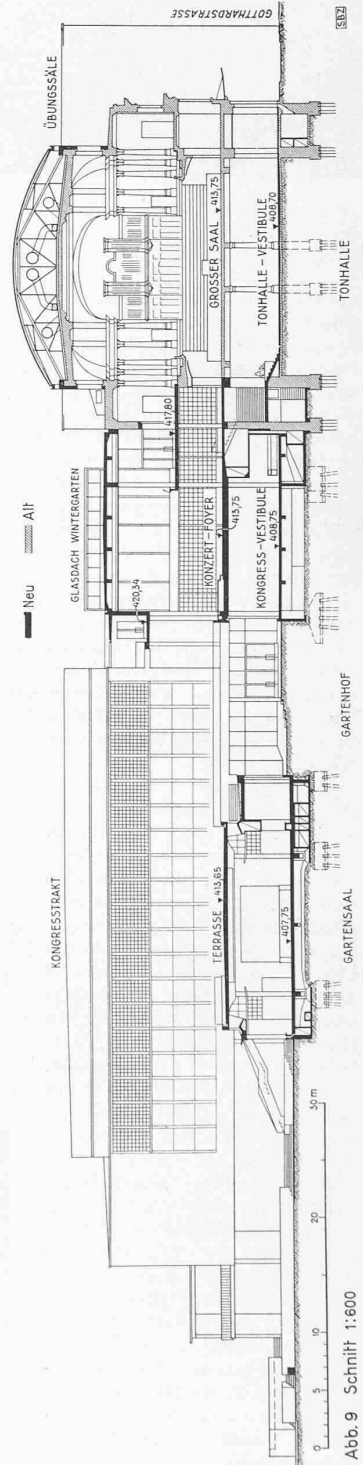 Neu
Alt
KONGRESSTRAKT
GLASDACH WINTERGARTEN
ÜBUNGSSÄLE
GOTTHARDSTRASSE
420,34
417,80
KONZERT-FOYER
413,75
GROSSER SAAL
413,75
TERRASSE 413,65
KONGRESS-VESTIBULE
408,75
TONHALLE-VESTIBULE
408,70
407,75
GARTENSAAL
GARTENHOF
TONHALLE
0 5 10 20 30 m
Abb. 9 Schnitt 1:600
SBZ